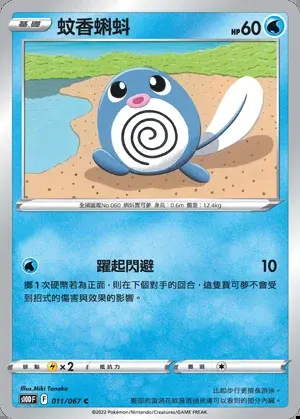 基礎 蚊香蝌蚪 HP60
全國圖鑑No.060 蝌蚪寶可夢 身高:0.6m 體重:12.4kg
躍起閃避 10
擲1次硬幣若為正面,則在下個對手的回合,這隻寶可夢不會受
到招式的傷害與效果的影響。
弱點 ×2 抵抗力 撤退
Illus. Miki Tanaka
s10D F F 011/067 C
©2022 Pokémon/Nintendo/Creatures/GAME FREAK